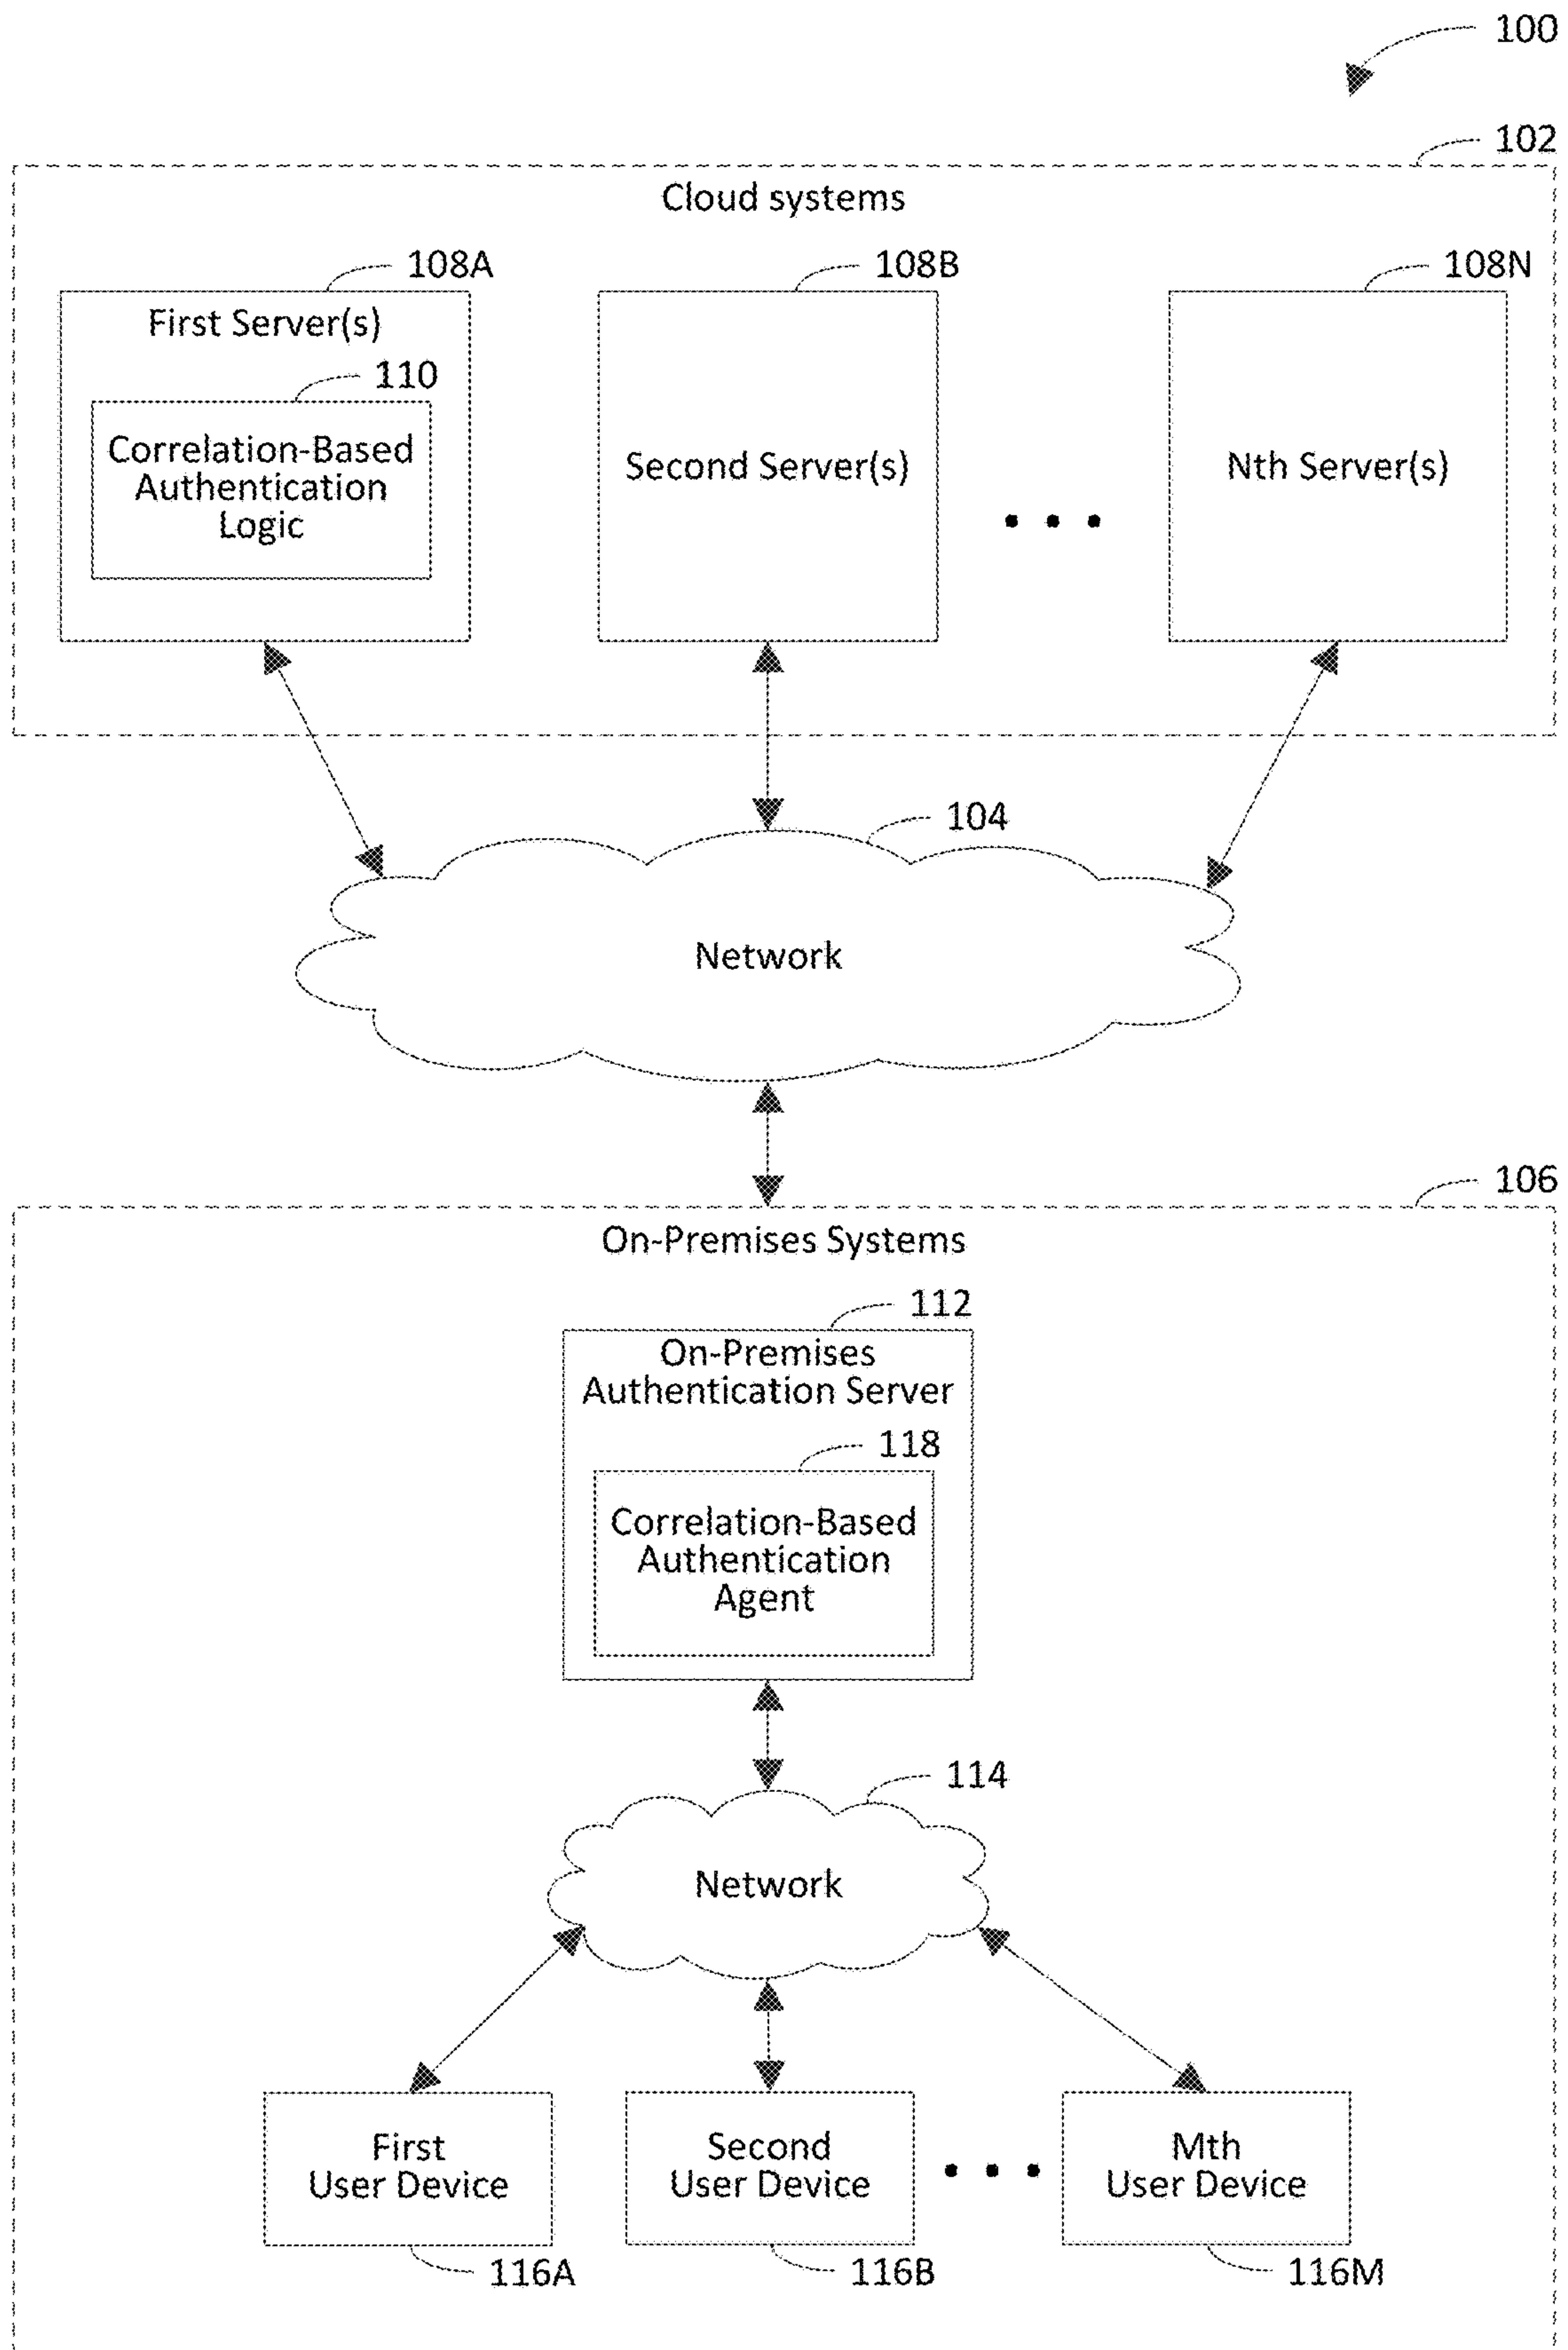 100
102
Cloud systems
108A
108B
108N
First Server(s)
110
Correlation-Based
Authentication
Logic
Second Server(s)
Nth Server(s)
104
Network
106
On-Premises Systems
112
On-Premises
Authentication Server
118
Correlation-Based
Authentication
Agent
114
Network
First
User Device
Second
User Device
Mth
User Device
116A
116B
116M